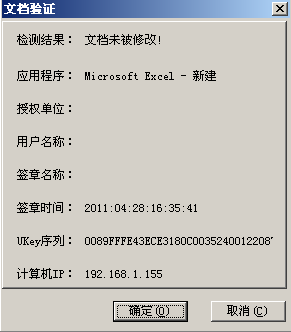 文档验证
检测结果： 文档未被修改!
应用程序： Microsoft Excel - 新建
授权单位：
用户名称：
签章名称：
签章时间： 2011:04:28:16:35:41
UKey序列： 0089FFFE43ECE3180C0035240012208
计算机IP： 192.168.1.155
确定(O) 取消(C)